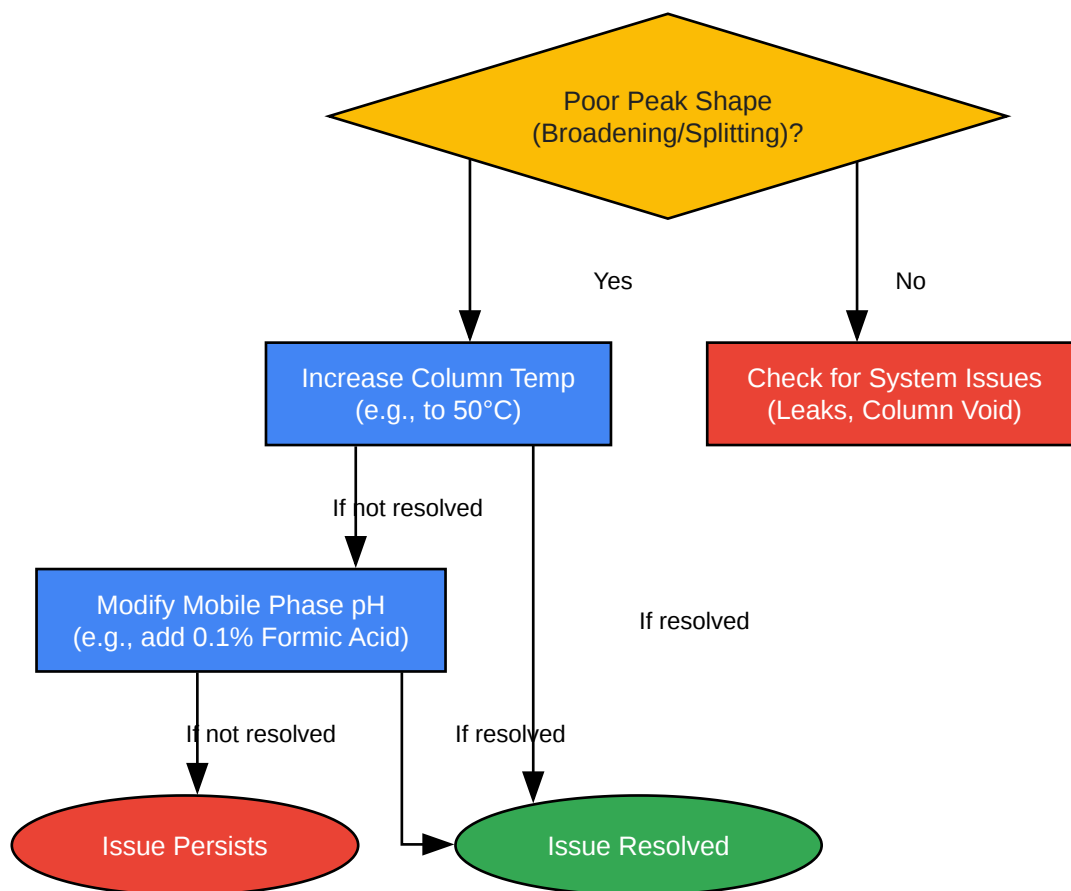 Poor Peak Shape
(Broadening/Splitting)?
Yes
No
Increase Column Temp
(e.g., to 50°C)
Check for System Issues
(Leaks, Column Void)
If not resolved
Modify Mobile Phase pH
(e.g., add 0.1% Formic Acid)
If resolved
If not resolved
If resolved
Issue Persists
Issue Resolved